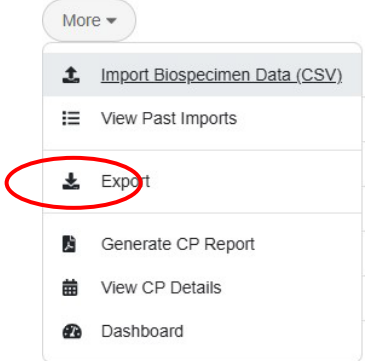 More
Import Biospecimen Data (CSV)
View Past Imports
Export
Generate CP Report
View CP Details
Dashboard